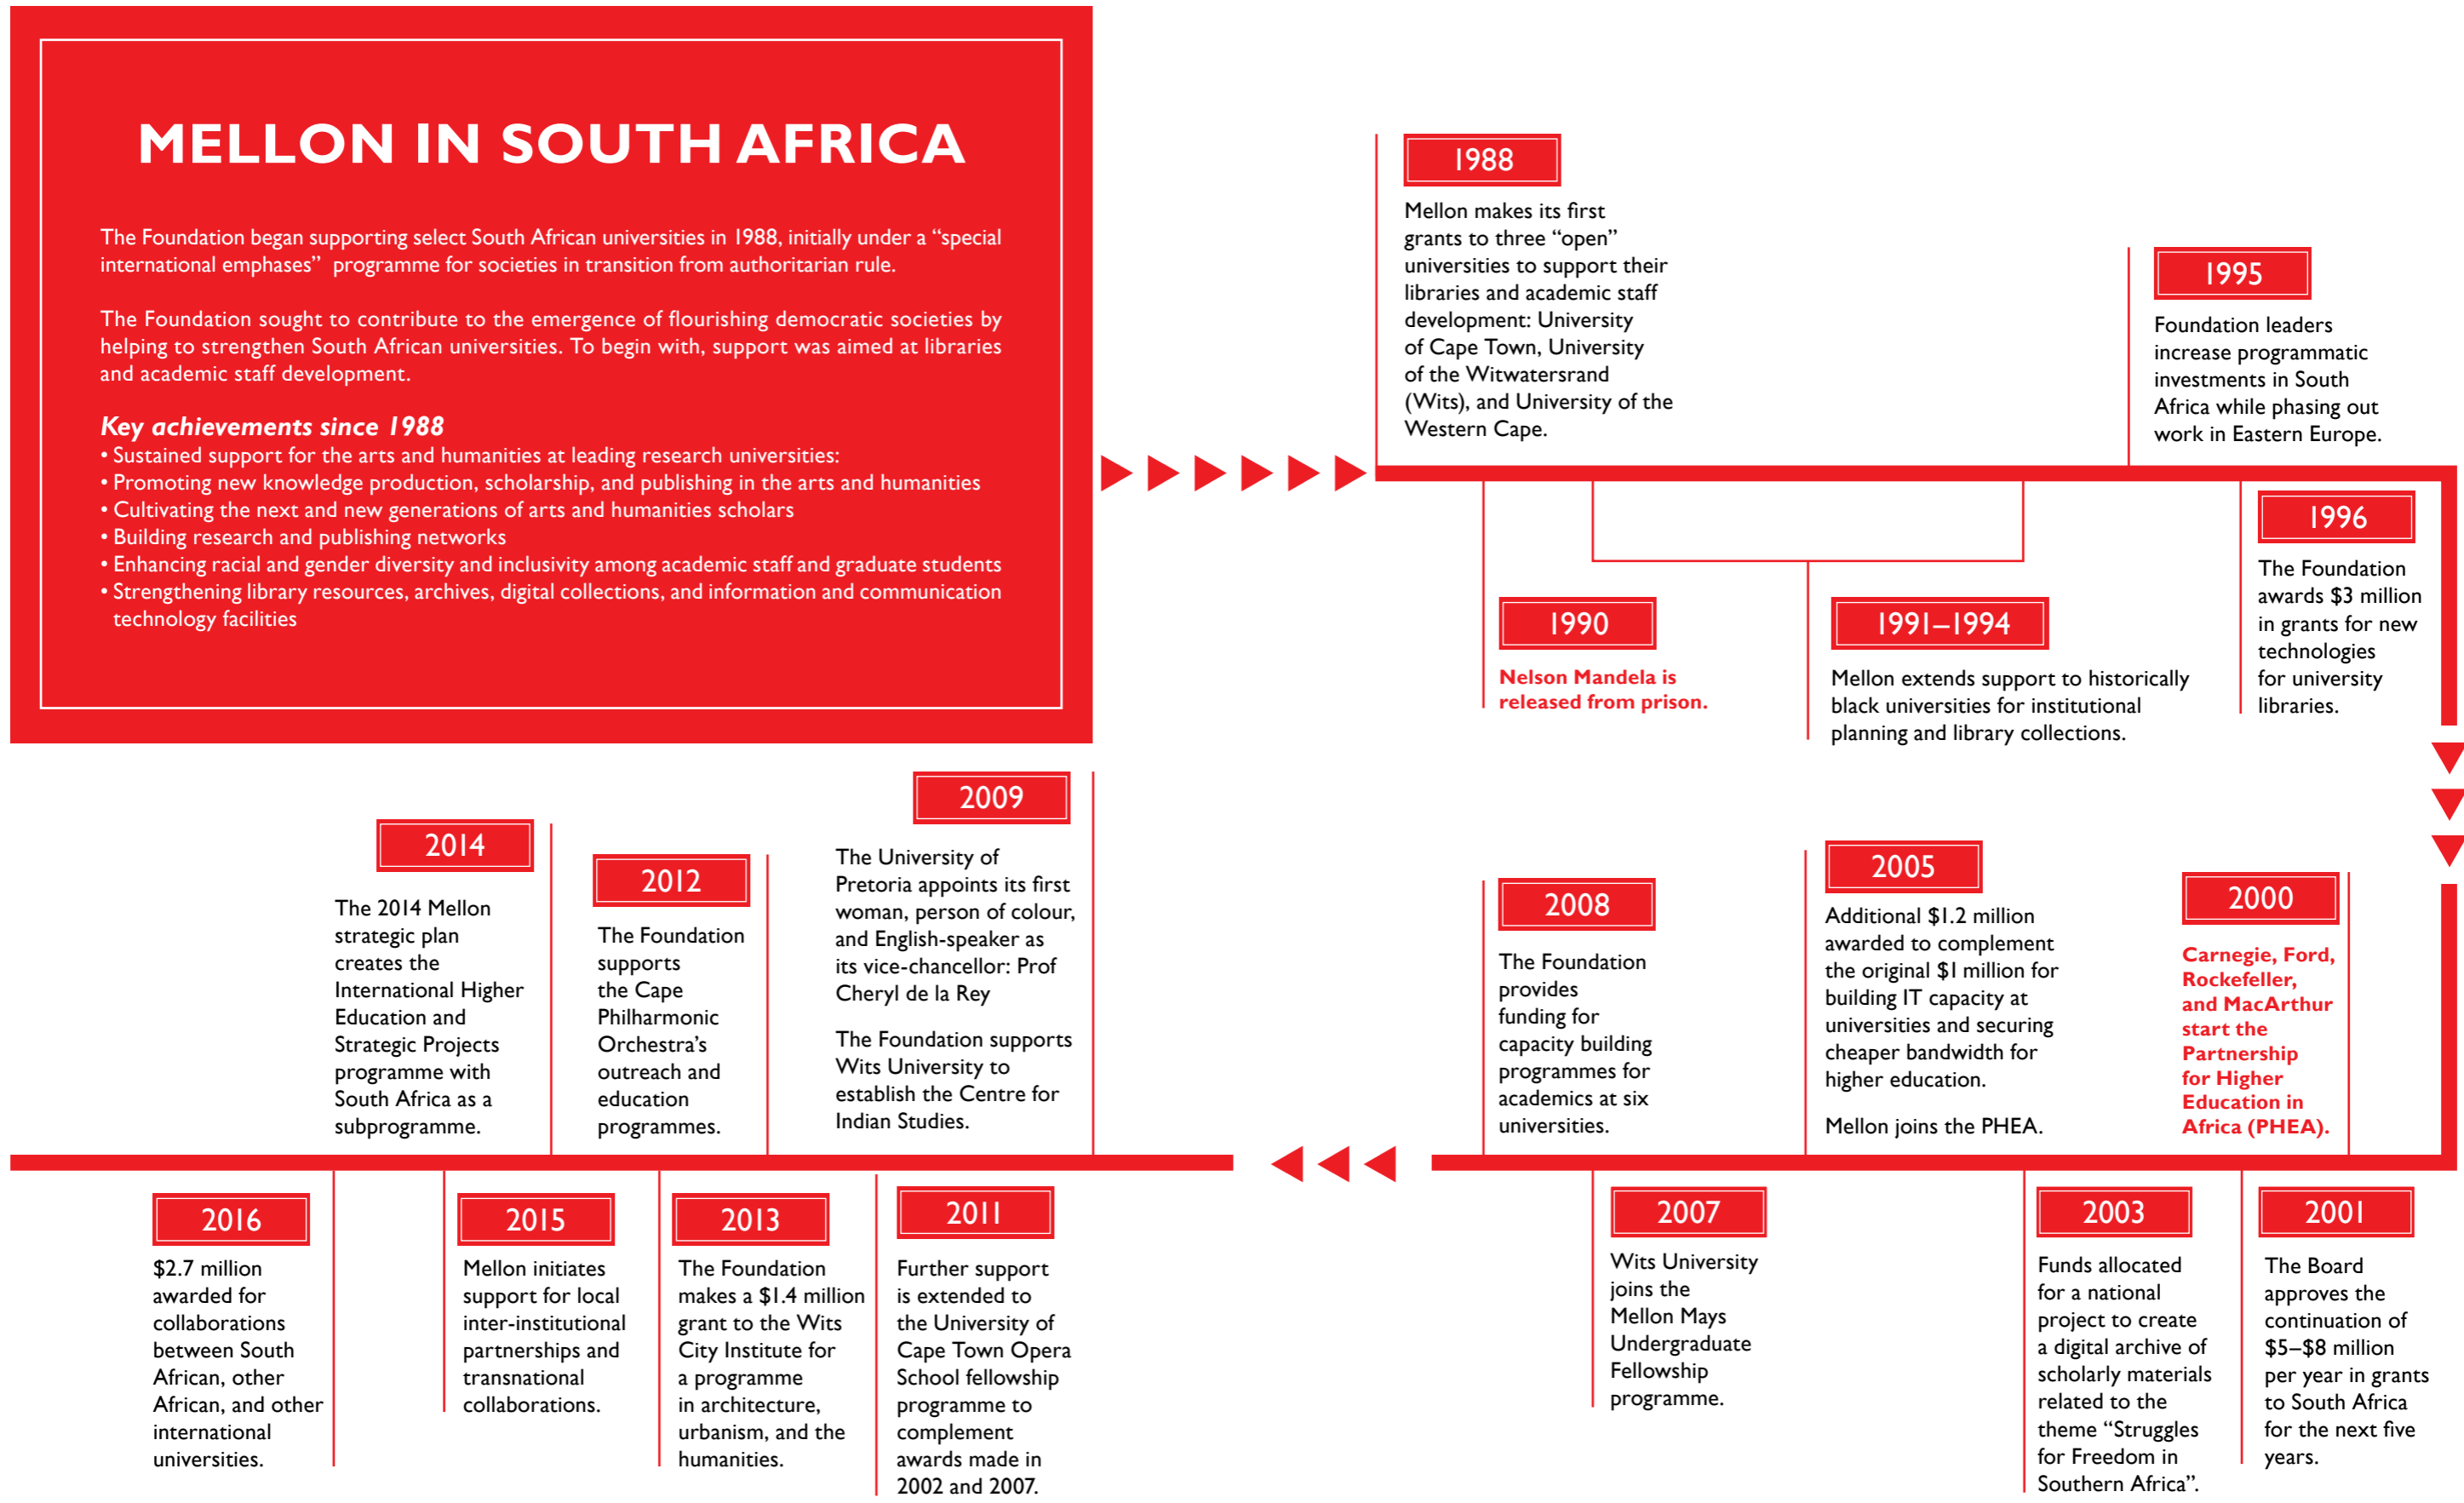 MELLON IN SOUTH AFRICA
The Foundation began supporting select South African universities in 1988, initially under a “special
international emphases” programme for societies in transition from authoritarian rule.
The Foundation sought to contribute to the emergence of flourishing democratic societies by
helping to strengthen South African universities. To begin with, support was aimed at libraries
and academic staff development.
Key achievements since 1988
• Sustained support for the arts and humanities at leading research universities:
• Promoting new knowledge production, scholarship, and publishing in the arts and humanities
• Cultivating the next and new generations of arts and humanities scholars
• Building research and publishing networks
• Enhancing racial and gender diversity and inclusivity among academic staff and graduate students
• Strengthening library resources, archives, digital collections, and information and communication
technology facilities
1988
Mellon makes its first
grants to three “open”
universities to support their
libraries and academic staff
development: University
of Cape Town, University
of the Witwatersrand
(Wits), and University of the
Western Cape.
1990
Nelson Mandela is
released from prison.
1991–1994
Mellon extends support to historically
black universities for institutional
planning and library collections.
1995
Foundation leaders
increase programmatic
investments in South
Africa while phasing out
work in Eastern Europe.
1996
The Foundation
awards $3 million
in grants for new
technologies
for university
libraries.
2000
Carnegie, Ford,
Rockefeller,
and MacArthur
start the
Partnership
for Higher
Education in
Africa (PHEA).
2001
The Board
approves the
continuation of
$5–$8 million
per year in grants
to South Africa
for the next five
years.
2003
Funds allocated
for a national
project to create
a digital archive of
scholarly materials
related to the
theme “Struggles
for Freedom in
Southern Africa”.
2005
Additional $1.2 million
awarded to complement
the original $1 million for
building IT capacity at
universities and securing
cheaper bandwidth for
higher education.
Mellon joins the PHEA.
2007
Wits University
joins the
Mellon Mays
Undergraduate
Fellowship
programme.
2008
The Foundation
provides
funding for
capacity building
programmes for
academics at six
universities.
2009
The University of
Pretoria appoints its first
woman, person of colour,
and English-speaker as
its vice-chancellor: Prof
Cheryl de la Rey
The Foundation supports
Wits University to
establish the Centre for
Indian Studies.
2011
Further support
is extended to
the University of
Cape Town Opera
School fellowship
programme to
complement
awards made in
2002 and 2007.
2012
The Foundation
supports
the Cape
Philharmonic
Orchestra’s
outreach and
education
programmes.
2013
The Foundation
makes a $1.4 million
grant to the Wits
City Institute for
a programme
in architecture,
urbanism, and the
humanities.
2014
The 2014 Mellon
strategic plan
creates the
International Higher
Education and
Strategic Projects
programme with
South Africa as a
subprogramme.
2015
Mellon initiates
support for local
inter-institutional
partnerships and
transnational
collaborations.
2016
$2.7 million
awarded for
collaborations
between South
African, other
African, and other
international
universities.